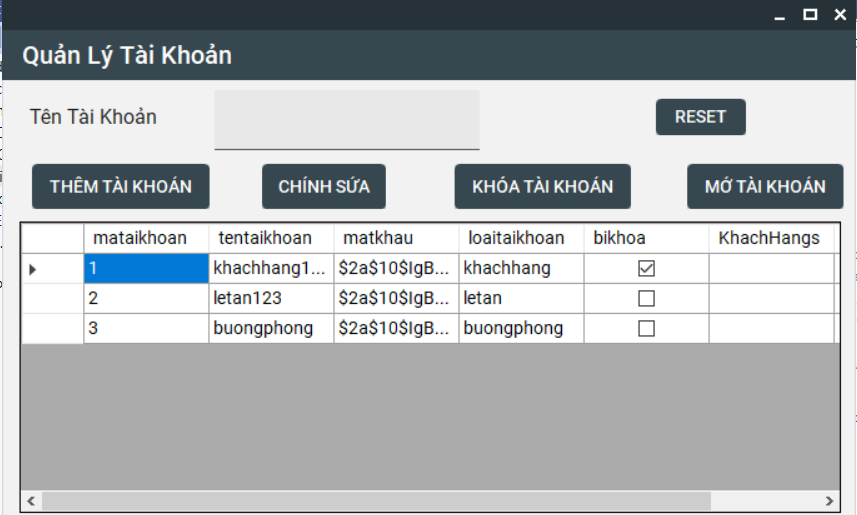 Quản Lý Tài Khoản
Tên Tài Khoản
RESET
THÊM TÀI KHOẢN CHỈNH SỬA KHÓA TÀI KHOẢN MỞ TÀI KHOẢN
mataikhoan tentaikhoan matkhau loaitaikhoan bikhoa KhachHangs
1 khachhang1... $2a$10$IgB... khachhang
2 letan123 $2a$10$IgB... letan
3 buongphong $2a$10$IgB... buongphong